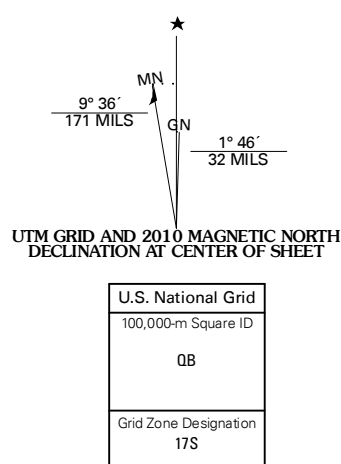 MN
9° 36´
171 MILS
GN
1° 46´
32 MILS
UTM GRID AND 2010 MAGNETIC NORTH
DECLINATION AT CENTER OF SHEET
U.S. National Grid
100,000-m Square ID
QB
Grid Zone Designation
17S